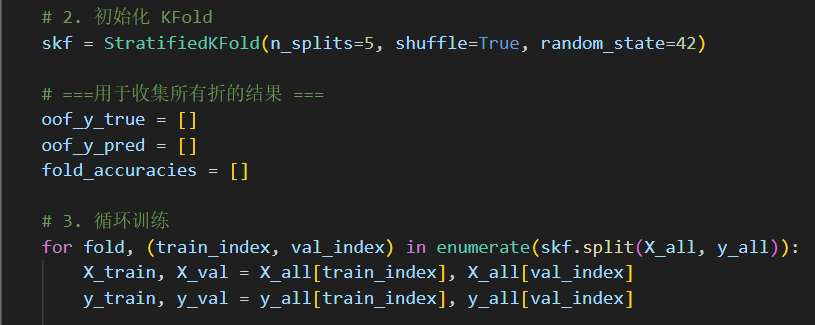 # 2. 初始化 KFold
skf = StratifiedKFold(n_splits=5, shuffle=True, random_state=42)
# ===用于收集所有折的结果 ===
oof_y_true = []
oof_y_pred = []
fold_accuracies = []
# 3. 循环训练
for fold, (train_index, val_index) in enumerate(skf.split(X_all, y_all)):
X_train, X_val = X_all[train_index], X_all[val_index]
y_train, y_val = y_all[train_index], y_all[val_index]